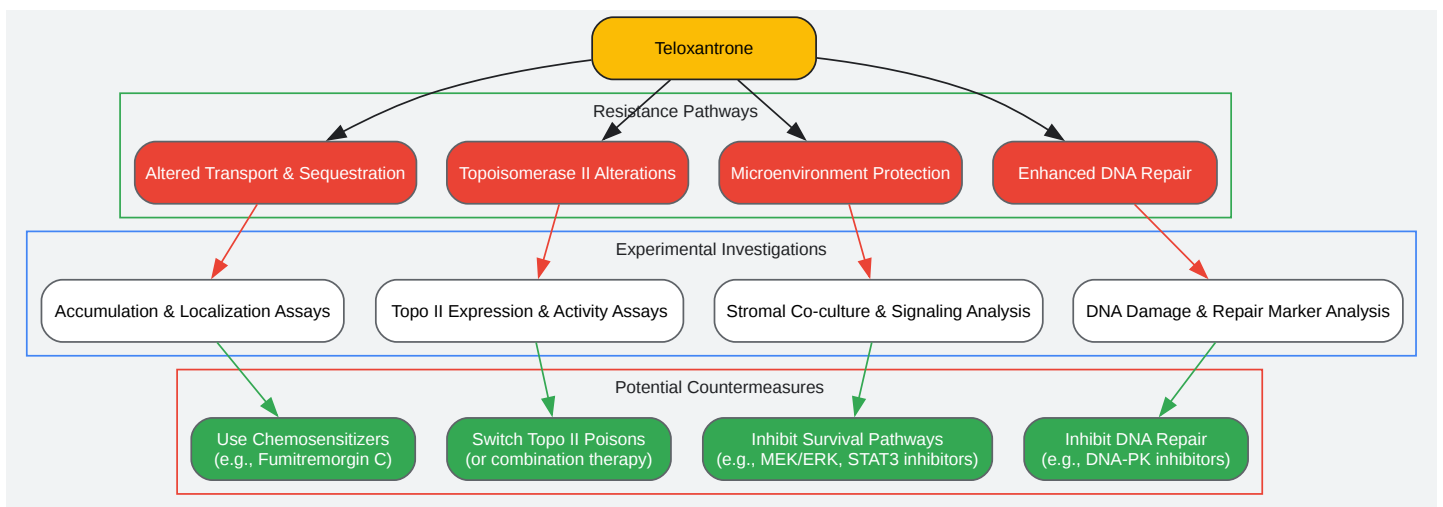 Teloxantrone
Resistance Pathways
Altered Transport & Sequestration
Topoisomerase II Alterations
Microenvironment Protection
Enhanced DNA Repair
Experimental Investigations
Accumulation & Localization Assays
Topo II Expression & Activity Assays
Stromal Co-culture & Signaling Analysis
DNA Damage & Repair Marker Analysis
Potential Countermeasures
Use Chemosensitizers
(e.g., Fumitremorgin C)
Switch Topo II Poisons
(or combination therapy)
Inhibit Survival Pathways
(e.g., MEK/ERK, STAT3 inhibitors)
Inhibit DNA Repair
(e.g., DNA-PK inhibitors)